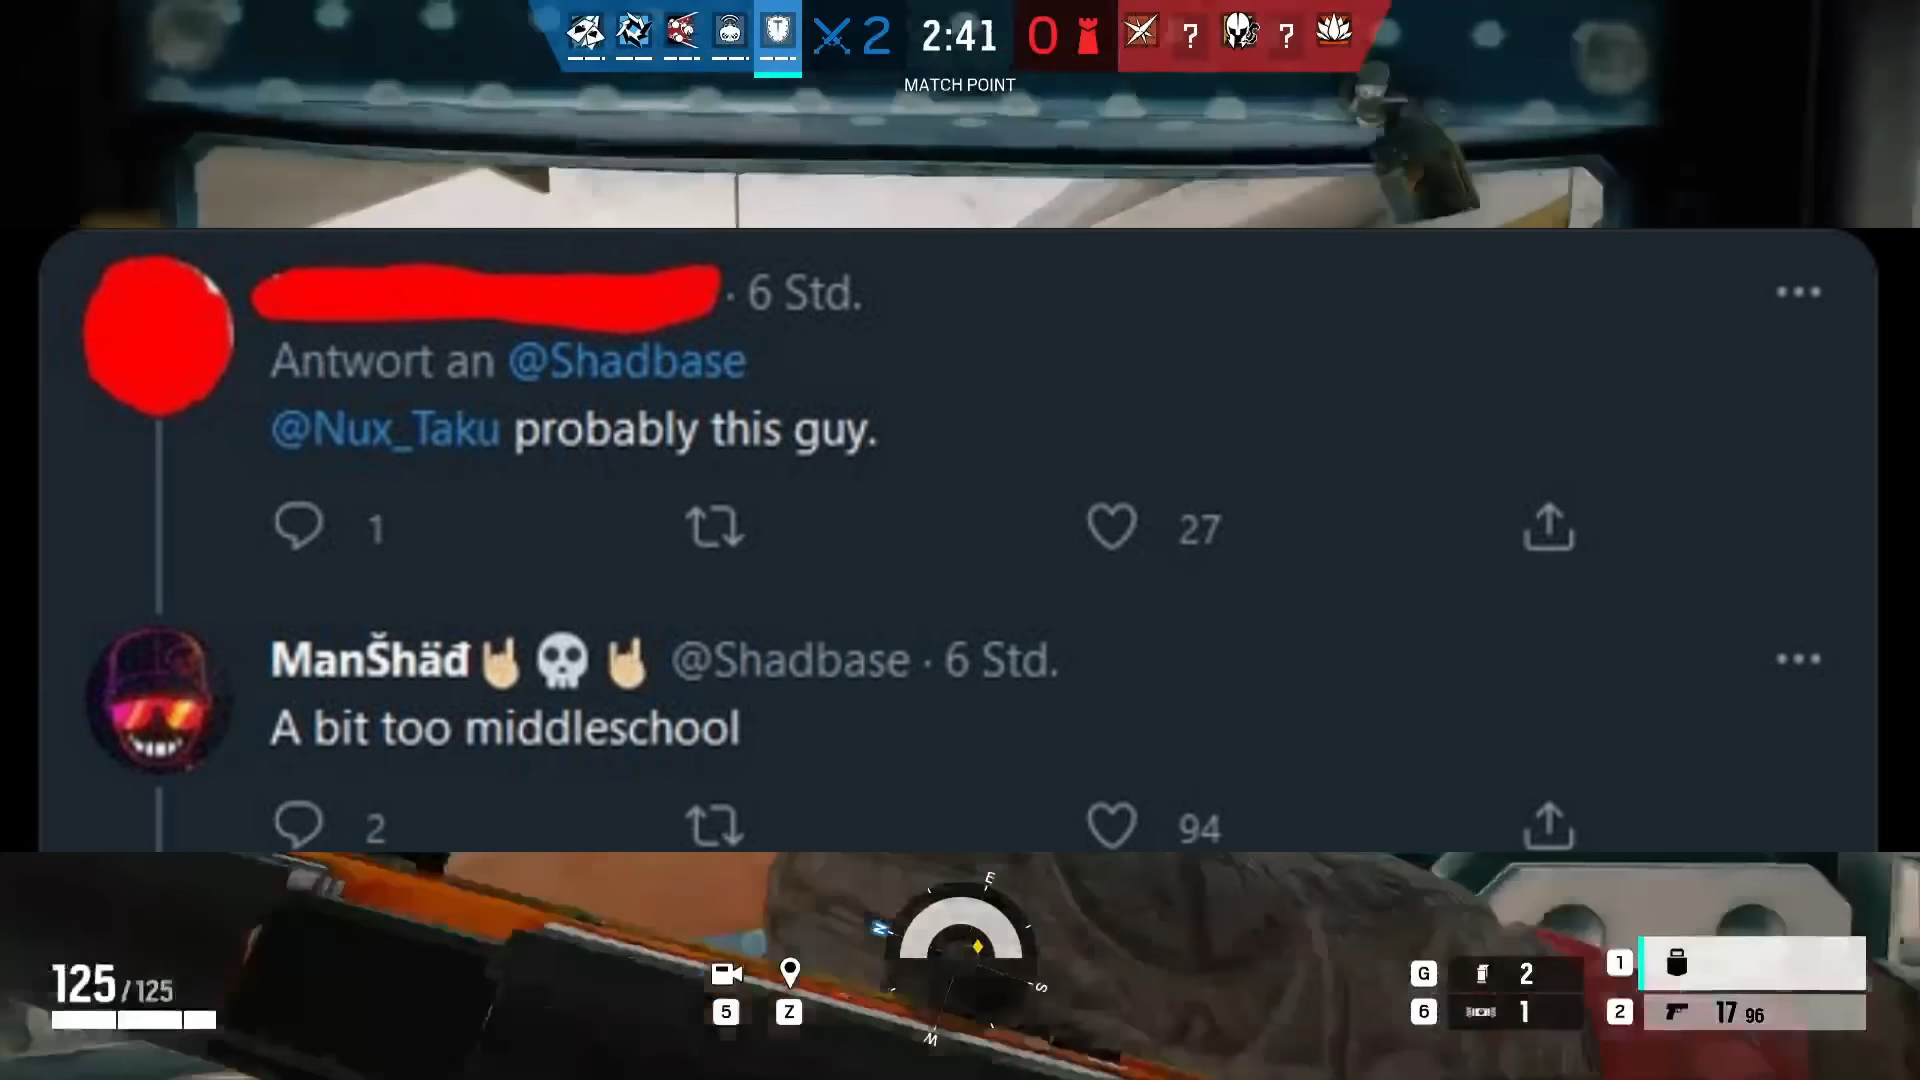 2 2:41 0 ? ?
MATCH POINT
· 6 Std.
Antwort an @Shadbase
@Nux_Taku probably this guy.
1 27
ManŠhäđ🤘🏼💀🤘🏼 @Shadbase · 6 Std.
A bit too middleschool
2 94
E
N
S
W
125/125
5 Z
G 2
6 1
1
2 17 96